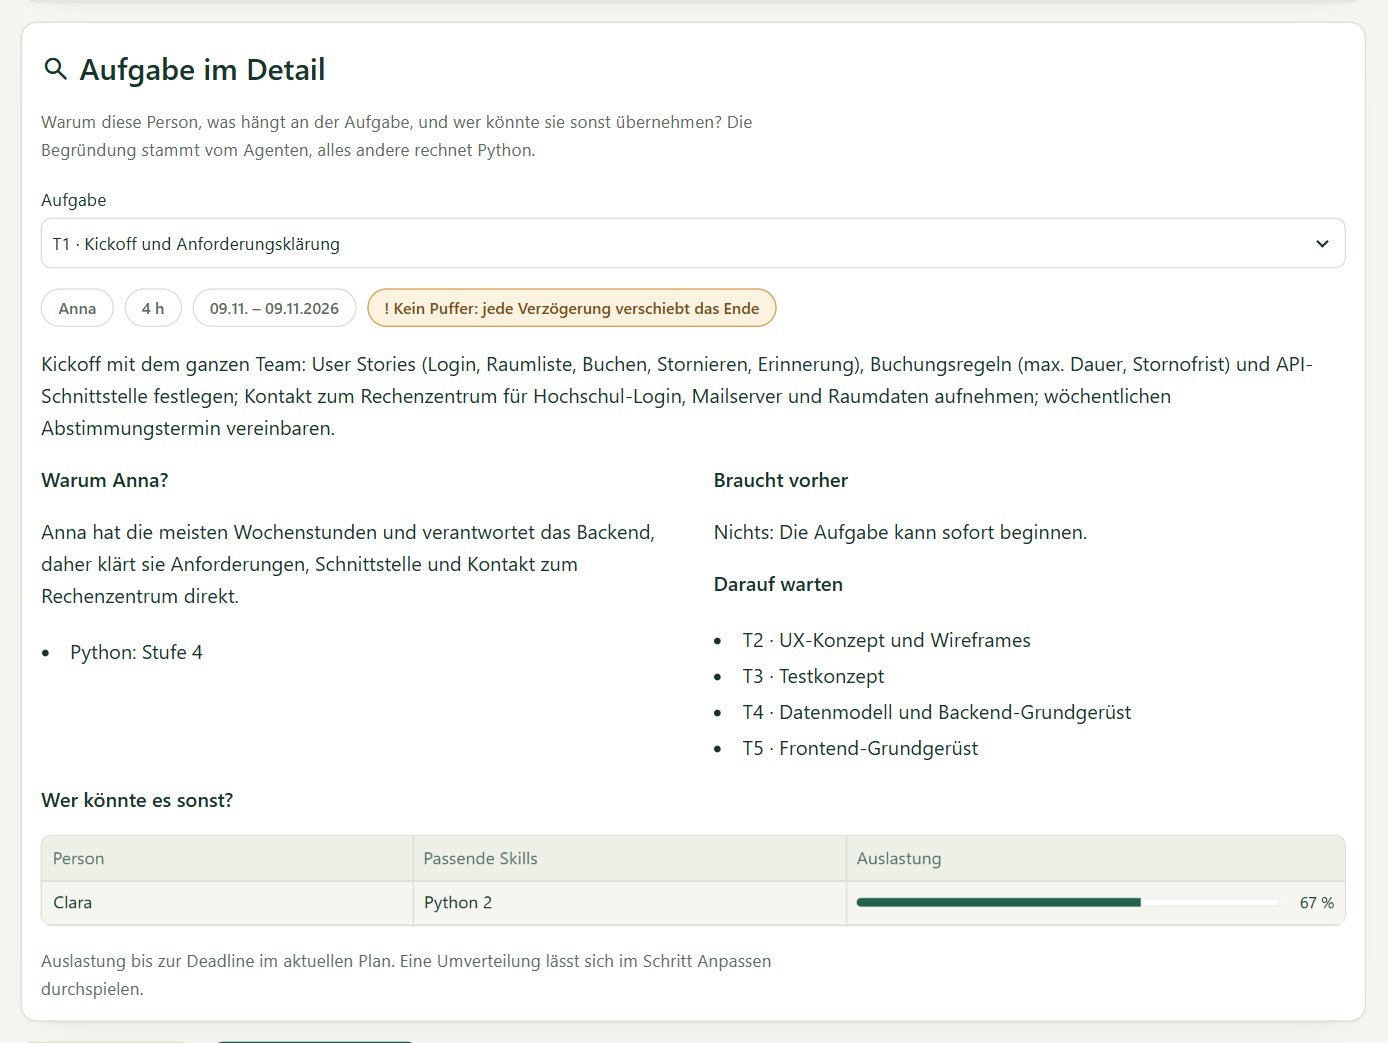 Aufgabe im Detail
Warum diese Person, was hängt an der Aufgabe, und wer könnte sie sonst übernehmen? Die
Begründung stammt vom Agenten, alles andere rechnet Python.
Aufgabe
T1 · Kickoff und Anforderungsklärung
Anna
4 h
09.11. – 09.11.2026
! Kein Puffer: jede Verzögerung verschiebt das Ende
Kickoff mit dem ganzen Team: User Stories (Login, Raumliste, Buchen, Stornieren, Erinnerung), Buchungsregeln (max. Dauer, Stornofrist) und API-
Schnittstelle festlegen; Kontakt zum Rechenzentrum für Hochschul-Login, Mailserver und Raumdaten aufnehmen; wöchentlichen
Abstimmungstermin vereinbaren.
Warum Anna?
Anna hat die meisten Wochenstunden und verantwortet das Backend,
daher klärt sie Anforderungen, Schnittstelle und Kontakt zum
Rechenzentrum direkt.
• Python: Stufe 4
Braucht vorher
Nichts: Die Aufgabe kann sofort beginnen.
Darauf warten
• T2 · UX-Konzept und Wireframes
• T3 · Testkonzept
• T4 · Datenmodell und Backend-Grundgerüst
• T5 · Frontend-Grundgerüst
Wer könnte es sonst?
Person
Passende Skills
Auslastung
Clara
Python 2
67 %
Auslastung bis zur Deadline im aktuellen Plan. Eine Umverteilung lässt sich im Schritt Anpassen
durchspielen.